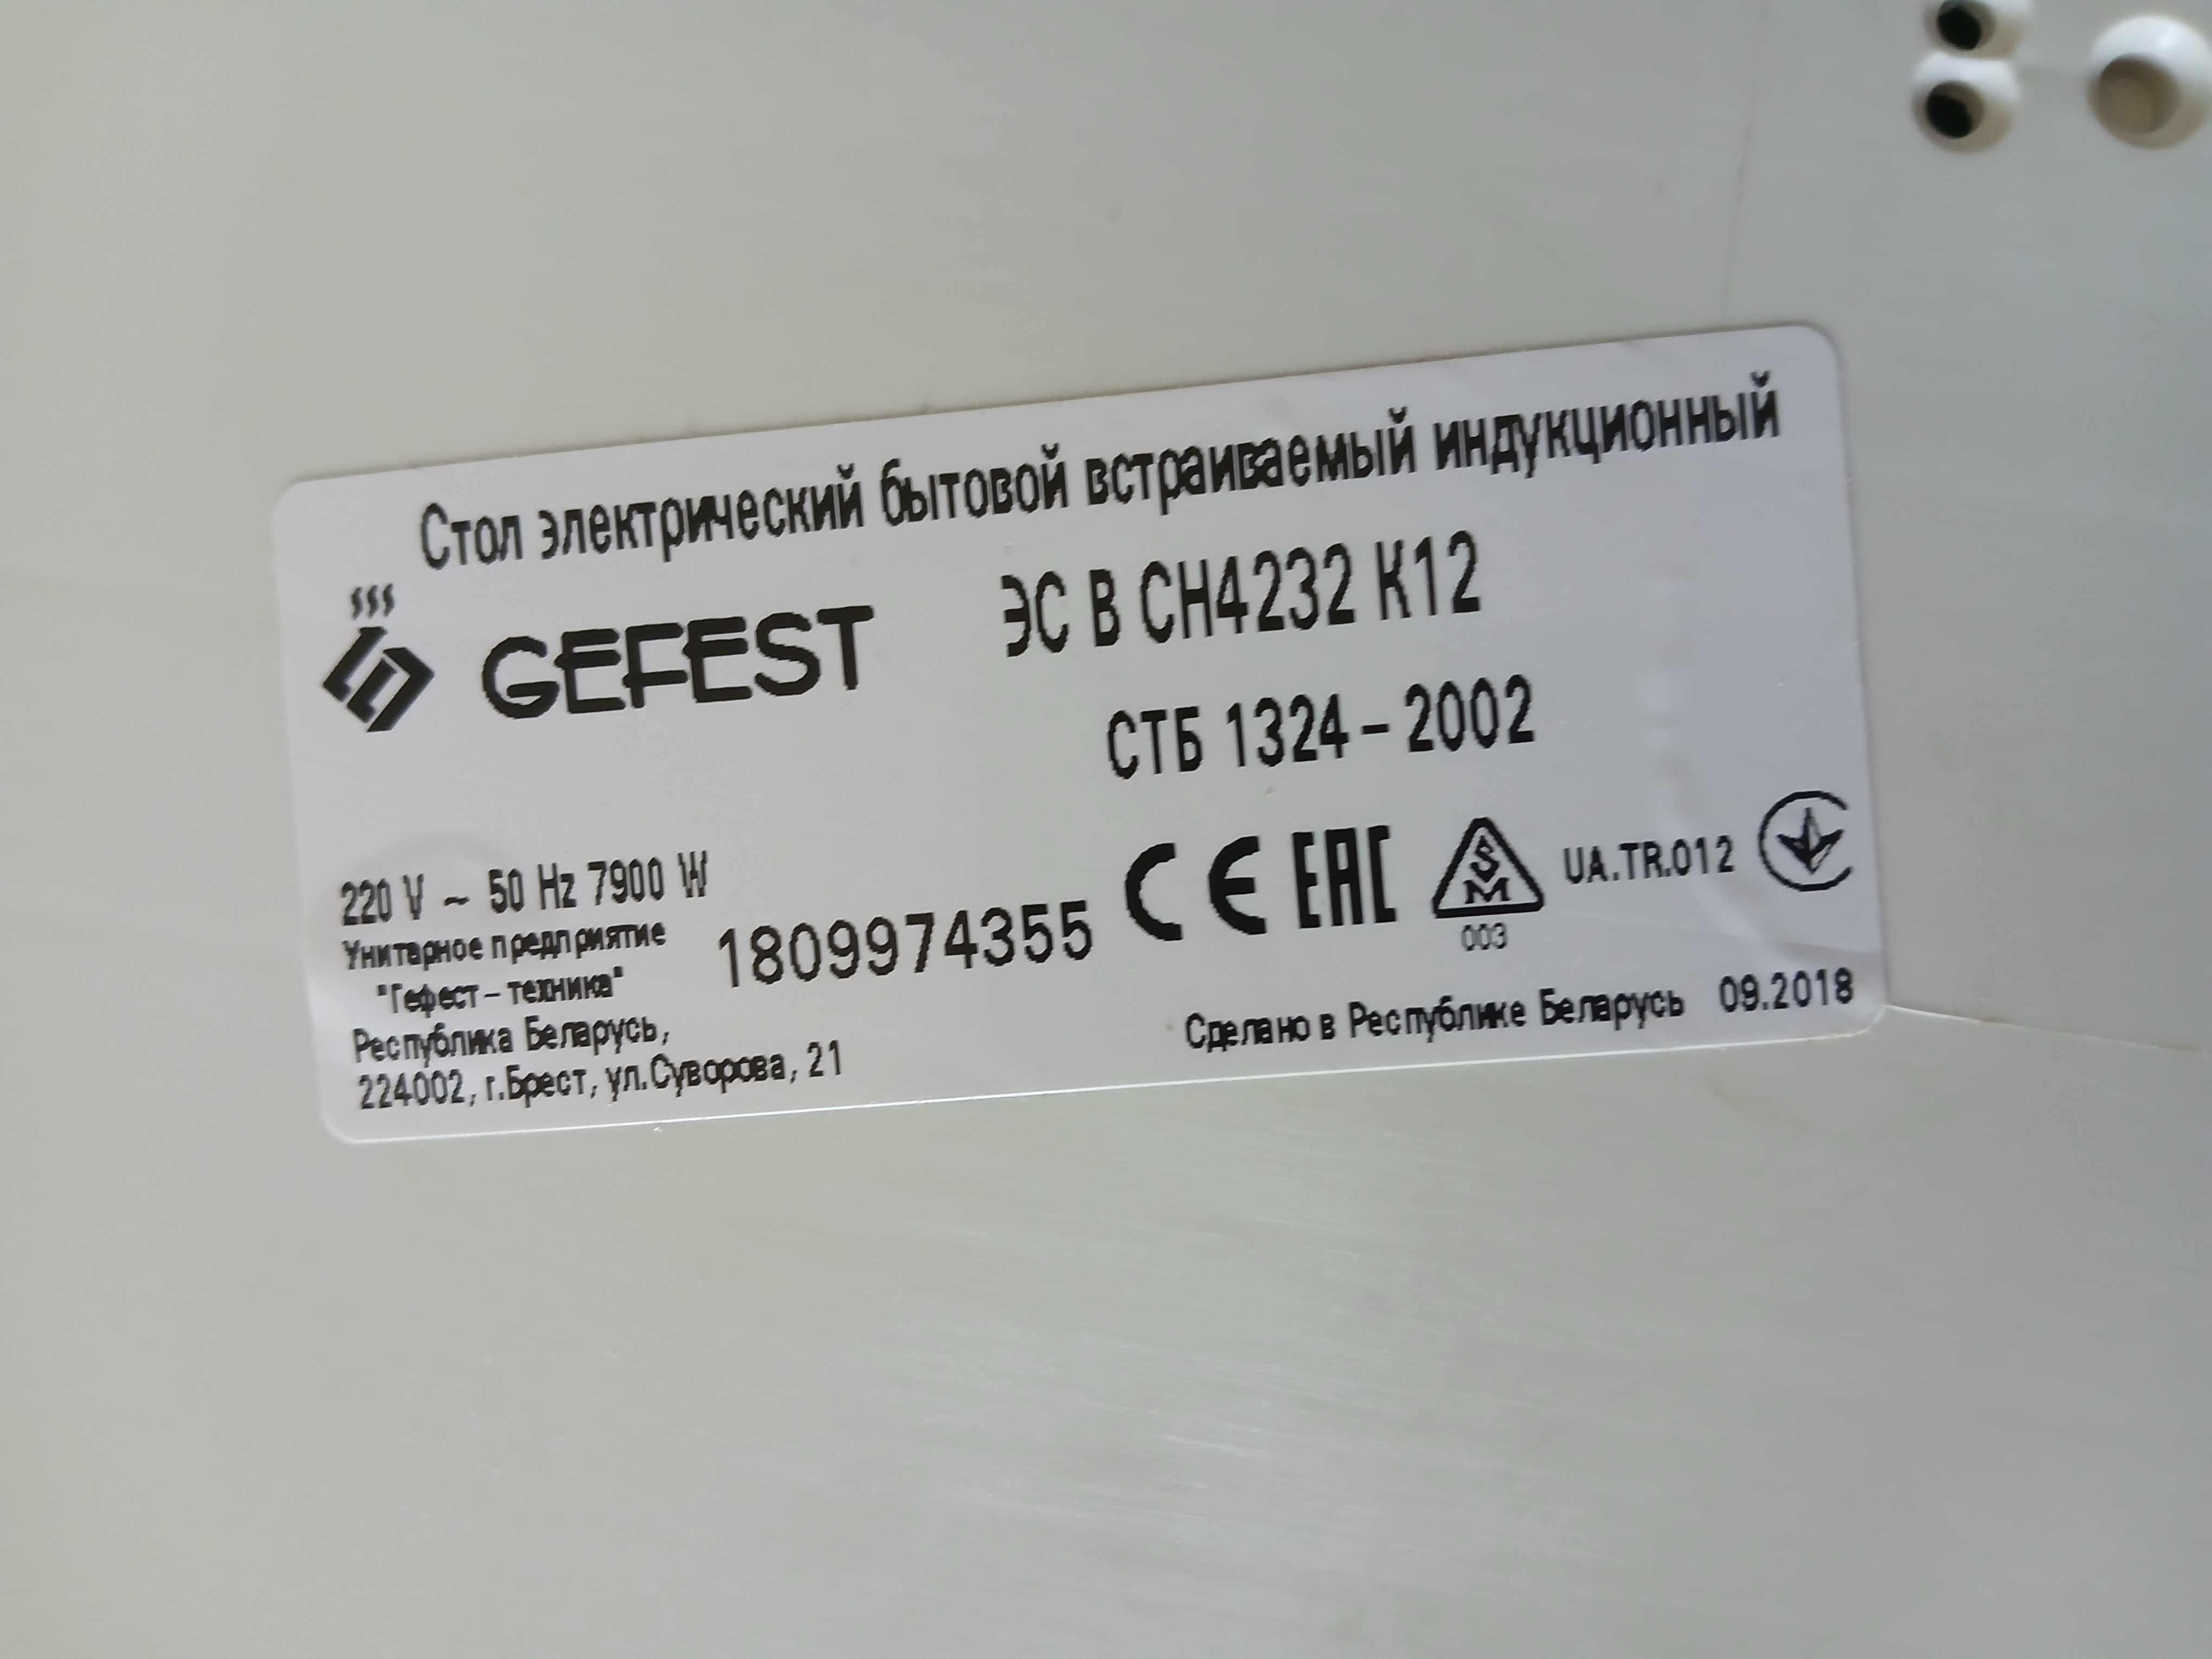 Стол электрический бытовой встраиваемый индукционный
GEFEST ЭС В СН4232 К12
СТБ 1324-2002
220 V ~ 50 Hz 7900 W
Унитарное предприятие
"Гефест-техника"
Республика Беларусь,
224002, г.Брест, ул.Суворова, 21
1809974355
CE EAC SM UA.TR.012
003
Сделано в Республике Беларусь 09.2018